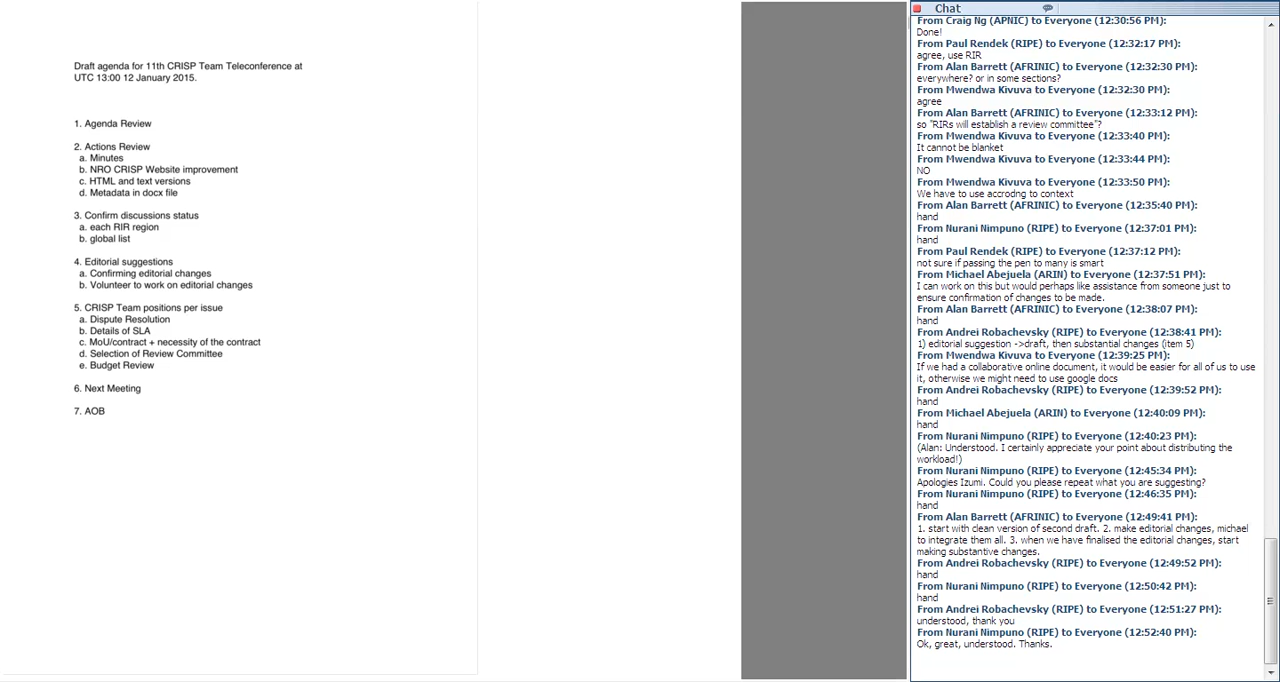 Draft agenda for 11th CRISP Team Teleconference at
UTC 13:00 12 January 2015.
1. Agenda Review
2. Actions Review
a. Minutes
b. NRO CRISP Website improvement
c. HTML and text versions
d. Metadata in docx file
3. Confirm discussions status
a. each RIR region
b. global list
4. Editorial suggestions
a. Confirming editorial changes
b. Volunteer to work on editorial changes
5. CRISP Team positions per issue
a. Dispute Resolution
b. Details of SLA
c. MoU/contract + necessity of the contract
d. Selection of Review Committee
e. Budget Review
6. Next Meeting
7. AOB
Chat
From Craig Ng (APNIC) to Everyone (12:30:56 PM):
Done!
From Paul Rendek (RIPE) to Everyone (12:32:17 PM):
agree, use RIR
From Alan Barrett (AFRINIC) to Everyone (12:32:30 PM):
everywhere? or in some sections?
From Mwendwa Kivuva to Everyone (12:32:30 PM):
agree
From Alan Barrett (AFRINIC) to Everyone (12:33:12 PM):
so "RIRs will establish a review committee"?
From Mwendwa Kivuva to Everyone (12:33:40 PM):
It cannot be blanket
From Mwendwa Kivuva to Everyone (12:33:44 PM):
NO
From Mwendwa Kivuva to Everyone (12:33:50 PM):
We have to use accrodng to context
From Alan Barrett (AFRINIC) to Everyone (12:35:40 PM):
hand
From Nurani Nimpuno (RIPE) to Everyone (12:37:01 PM):
hand
From Paul Rendek (RIPE) to Everyone (12:37:12 PM):
not sure if passing the pen to many is smart
From Michael Abejuela (ARIN) to Everyone (12:37:51 PM):
I can work on this but would perhaps like assistance from someone just to
ensure confirmation of changes to be made.
From Alan Barrett (AFRINIC) to Everyone (12:38:07 PM):
hand
From Andrei Robachevsky (RIPE) to Everyone (12:38:41 PM):
1) editorial suggestion ->draft, then substantial changes (item 5)
From Mwendwa Kivuva to Everyone (12:39:25 PM):
If we had a collaborative online document, it would be easier for all of us to use
it, otherwise we might need to use google docs
From Andrei Robachevsky (RIPE) to Everyone (12:39:52 PM):
hand
From Michael Abejuela (ARIN) to Everyone (12:40:09 PM):
hand
From Nurani Nimpuno (RIPE) to Everyone (12:40:23 PM):
(Alan: Understood. I certainly appreciate your point about distributing the
workload!)
From Nurani Nimpuno (RIPE) to Everyone (12:45:34 PM):
Apologies Izumi. Could you please repeat what you are suggesting?
From Nurani Nimpuno (RIPE) to Everyone (12:46:35 PM):
hand
From Alan Barrett (AFRINIC) to Everyone (12:49:41 PM):
1. start with clean version of second draft. 2. make editorial changes, michael
to integrate them all. 3. when we have finalised the editorial changes, start
making substantive changes.
From Andrei Robachevsky (RIPE) to Everyone (12:49:52 PM):
hand
From Nurani Nimpuno (RIPE) to Everyone (12:50:42 PM):
hand
From Andrei Robachevsky (RIPE) to Everyone (12:51:27 PM):
understood, thank you
From Nurani Nimpuno (RIPE) to Everyone (12:52:40 PM):
Ok, great, understood. Thanks.